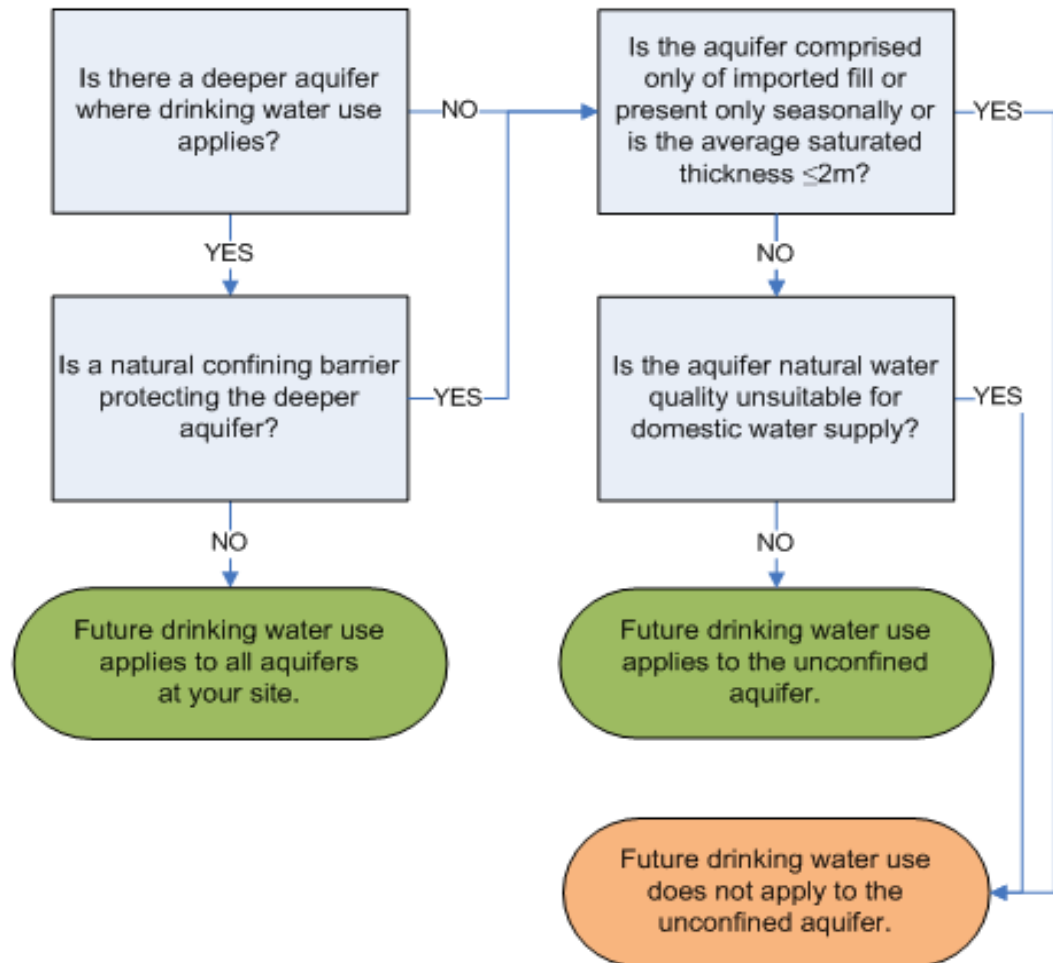 Is there a deeper aquifer
where drinking water use
applies?
NO
YES
Is a natural confining barrier
protecting the deeper
aquifer?
YES
NO
Future drinking water use
applies to all aquifers
at your site.
Is the aquifer comprised
only of imported fill or
present only seasonally or
is the average saturated
thickness ≤2m?
YES
NO
Is the aquifer natural water
quality unsuitable for
domestic water supply?
YES
NO
Future drinking water use
applies to the unconfined
aquifer.
Future drinking water use
does not apply to the
unconfined aquifer.